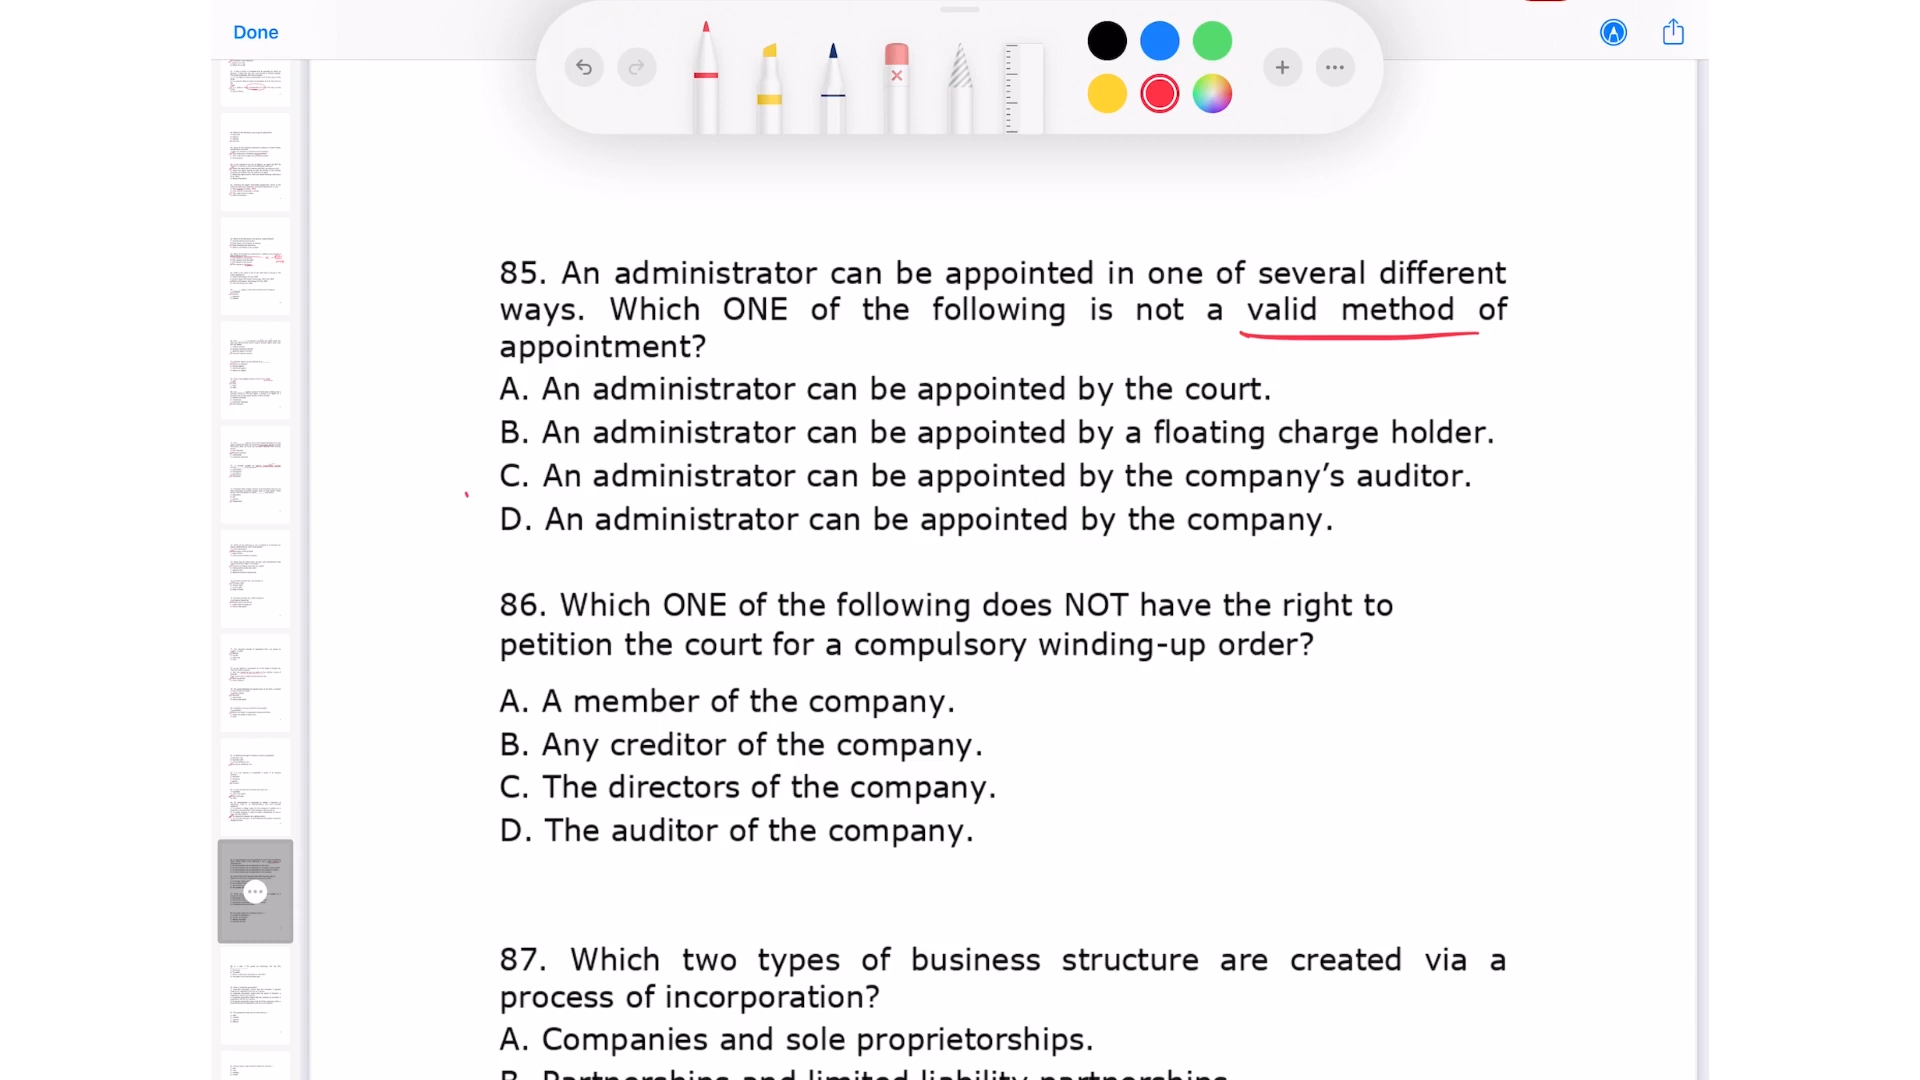 Done
85. An administrator can be appointed in one of several different
ways. Which ONE of the following is not a valid method of
appointment?
A. An administrator can be appointed by the court.
B. An administrator can be appointed by a floating charge holder.
C. An administrator can be appointed by the company’s auditor.
D. An administrator can be appointed by the company.
86. Which ONE of the following does NOT have the right to
petition the court for a compulsory winding-up order?
A. A member of the company.
B. Any creditor of the company.
C. The directors of the company.
D. The auditor of the company.
87. Which two types of business structure are created via a
process of incorporation?
A. Companies and sole proprietorships.
B. Partnerships and limited liability partnerships.